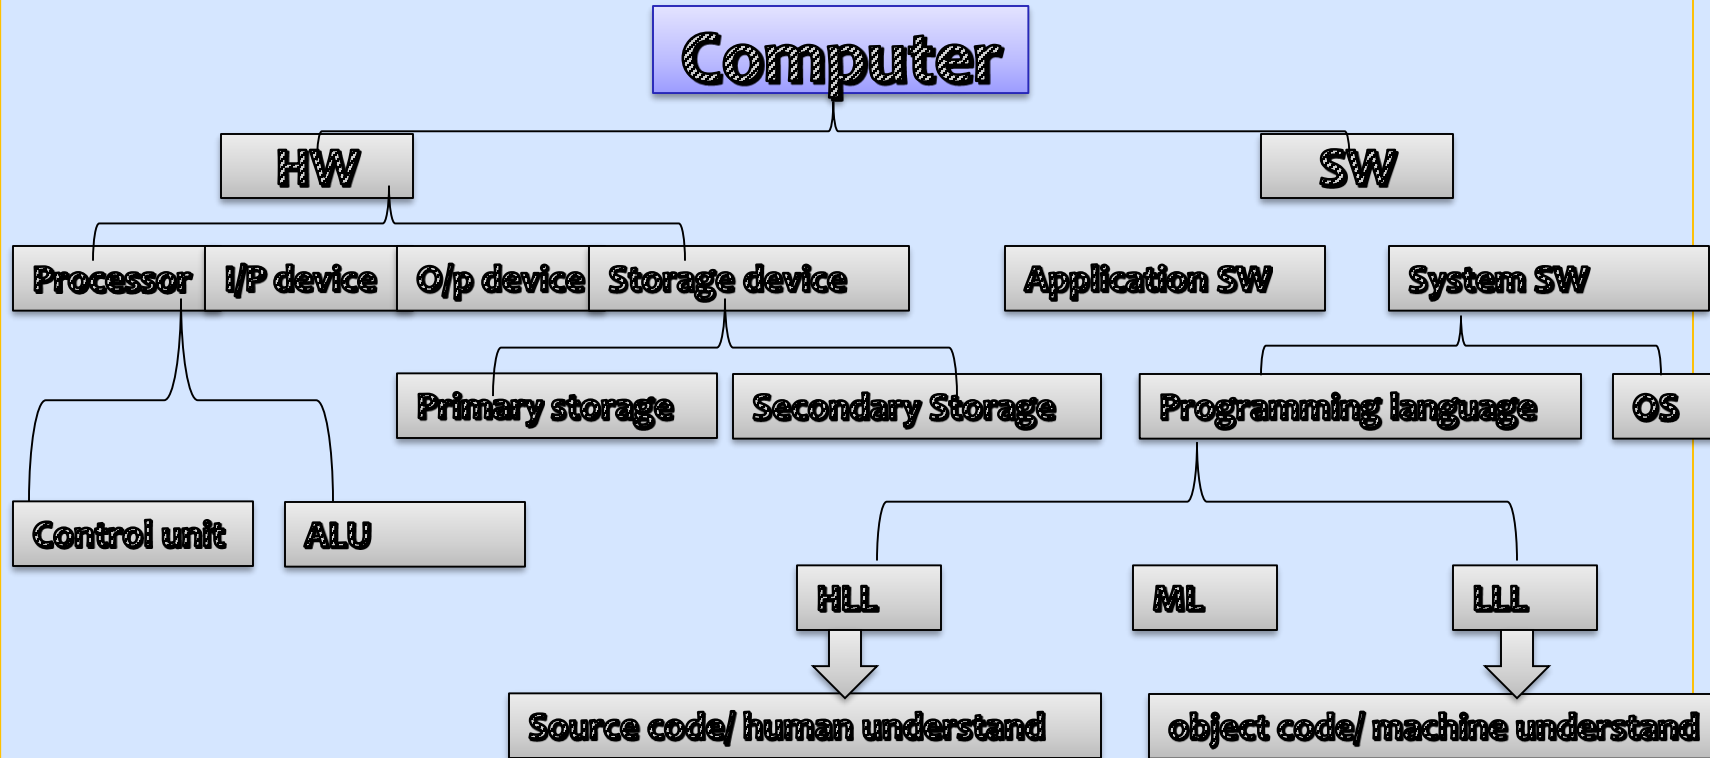 Computer
HW
SW
Processor
I/P device
O/p device
Storage device
Application SW
System SW
Primary storage
Secondary Storage
Programming language
OS
Control unit
ALU
HLL
ML
LLL
Source code/ human understand
object code/ machine understand